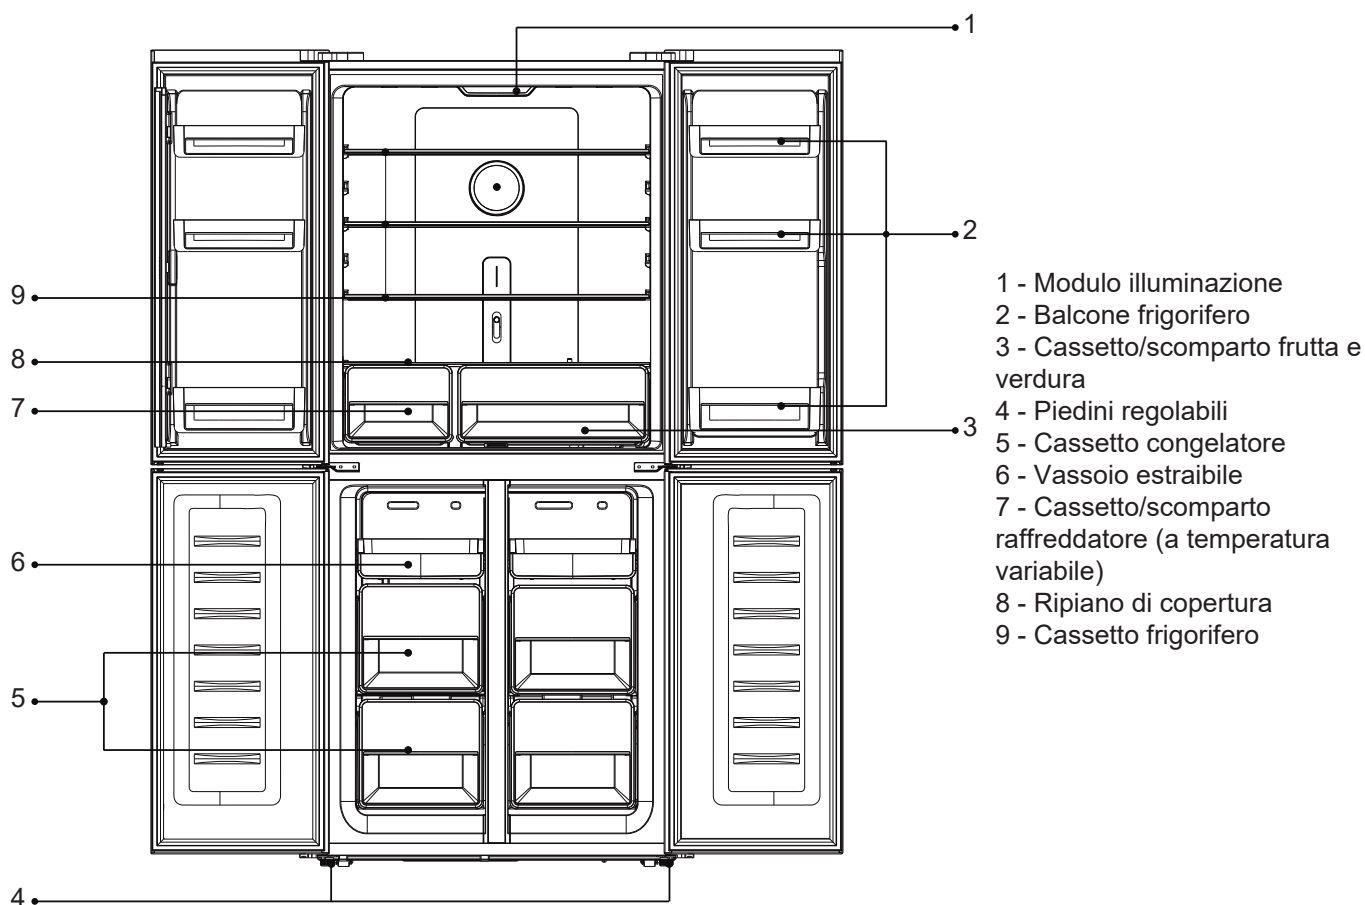 1
2
9
8
7
3
6
5
4
1 - Modulo illuminazione
2 - Balcone frigorifero
3 - Cassetto/scomparto frutta e
verdura
4 - Piedini regolabili
5 - Cassetto congelatore
6 - Vassoio estraibile
7 - Cassetto/scomparto
raffreddatore (a temperatura
variabile)
8 - Ripiano di copertura
9 - Cassetto frigorifero